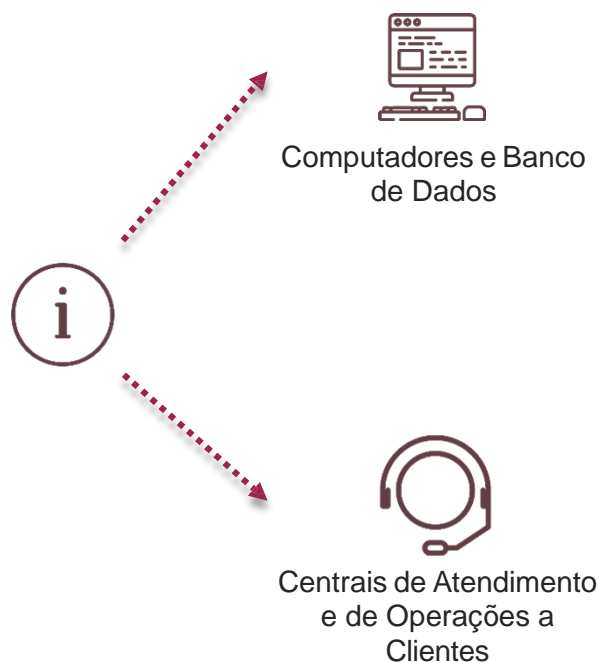 Computadores e Banco
de Dados
i
Centrais de Atendimento
e de Operações a
Clientes